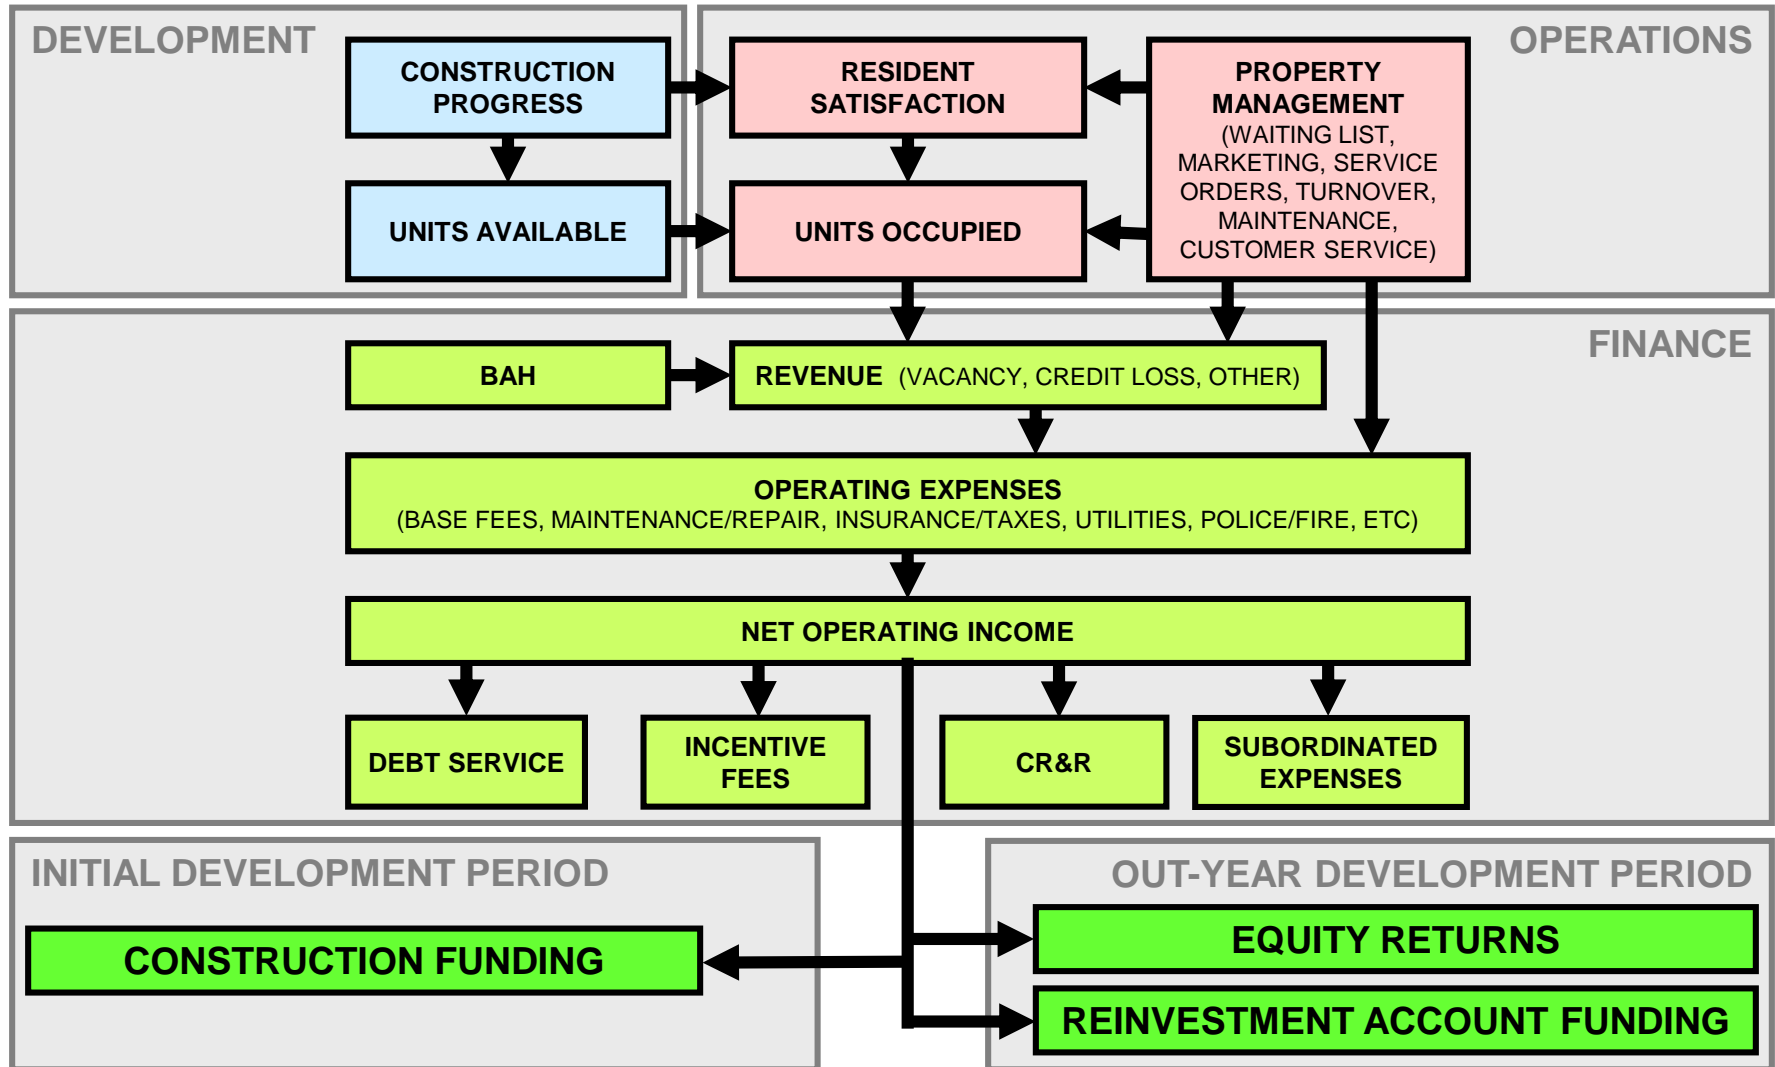 DEVELOPMENT
OPERATIONS
CONSTRUCTION
PROGRESS
RESIDENT
SATISFACTION
PROPERTY
MANAGEMENT
(WAITING LIST,
MARKETING, SERVICE
ORDERS, TURNOVER,
MAINTENANCE,
CUSTOMER SERVICE)
UNITS AVAILABLE
UNITS OCCUPIED
FINANCE
BAH
REVENUE (VACANCY, CREDIT LOSS, OTHER)
OPERATING EXPENSES
(BASE FEES, MAINTENANCE/REPAIR, INSURANCE/TAXES, UTILITIES, POLICE/FIRE, ETC)
NET OPERATING INCOME
DEBT SERVICE
INCENTIVE
FEES
CR&R
SUBORDINATED
EXPENSES
INITIAL DEVELOPMENT PERIOD
OUT-YEAR DEVELOPMENT PERIOD
CONSTRUCTION FUNDING
EQUITY RETURNS
REINVESTMENT ACCOUNT FUNDING